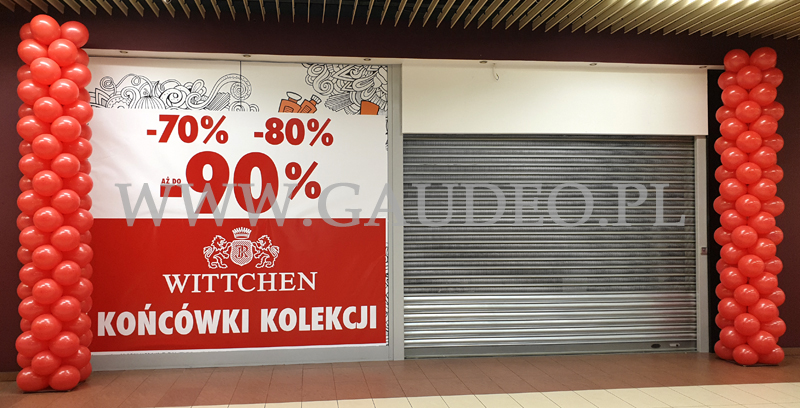 -70% -80%
AŻ DO
-90%
WWW.GAUDEO.PL
WITTCHEN
KOŃCÓWKI KOLEKCJI